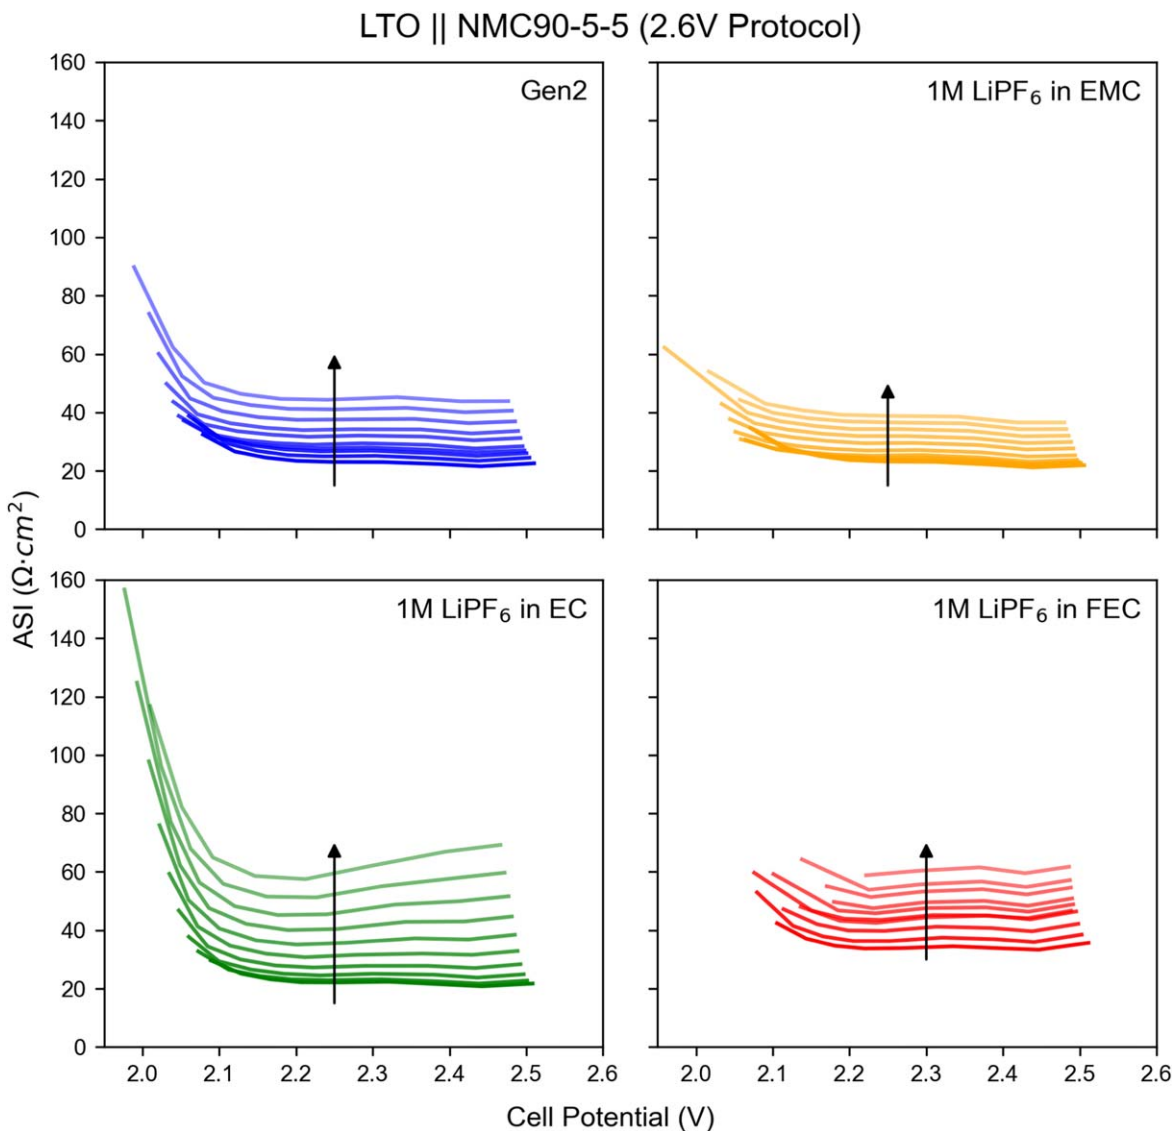 LTO || NMC90-5-5 (2.6V Protocol)
160
140
120
100
80
60
40
20
0
Gen2
1M LiPF₆ in EMC
ASI (Ω·cm²)
160
140
120
100
80
60
40
20
0
1M LiPF₆ in EC
1M LiPF₆ in FEC
2.0 2.1 2.2 2.3 2.4 2.5 2.6
2.0 2.1 2.2 2.3 2.4 2.5 2.6
Cell Potential (V)